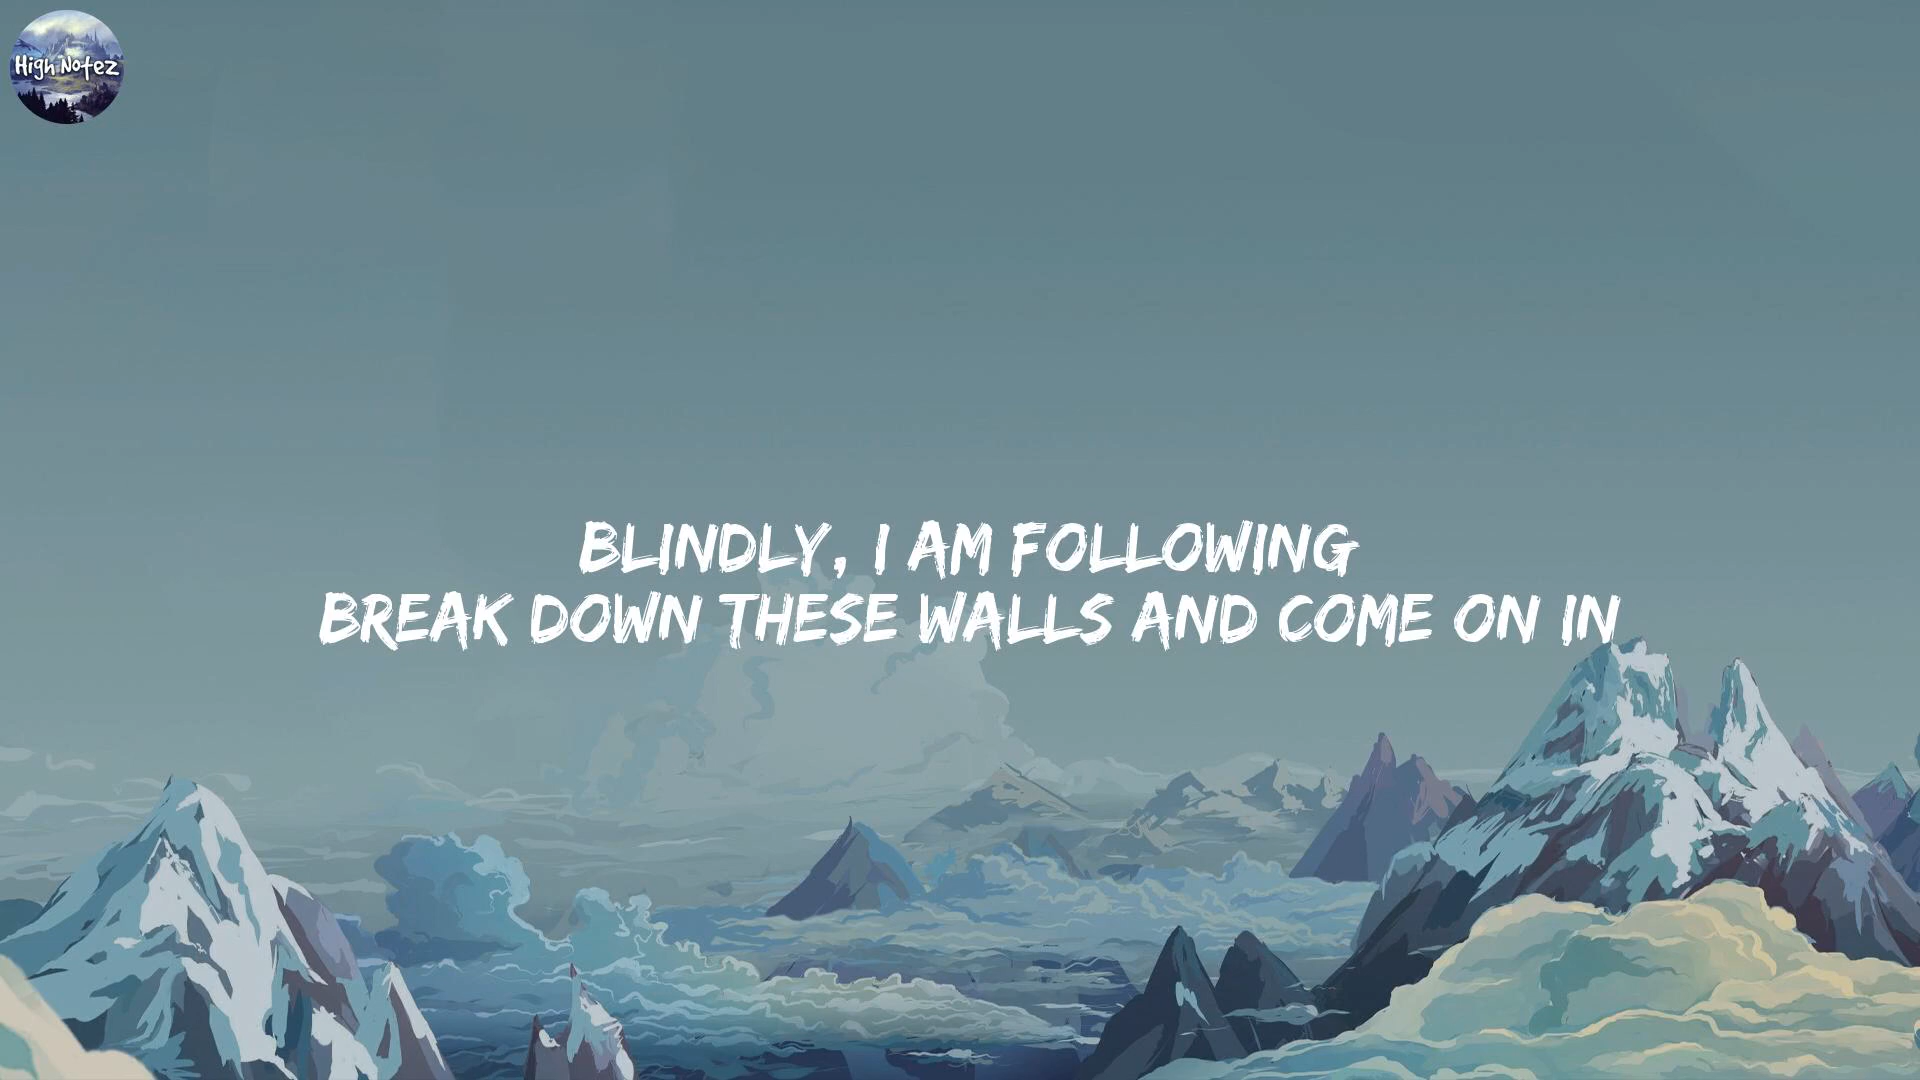 High Notez
BLINDLY, I AM FOLLOWING
BREAK DOWN THESE WALLS AND COME ON IN